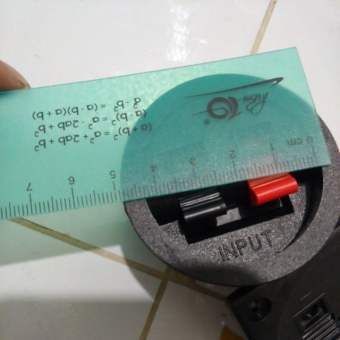 (a + b)² = a² + 2ab + b²
(a - b)² = a² - 2ab + b²
a² - b² = (a - b)(a + b)
®
7 6 5 4 3 2 1 0 cm
INPUT